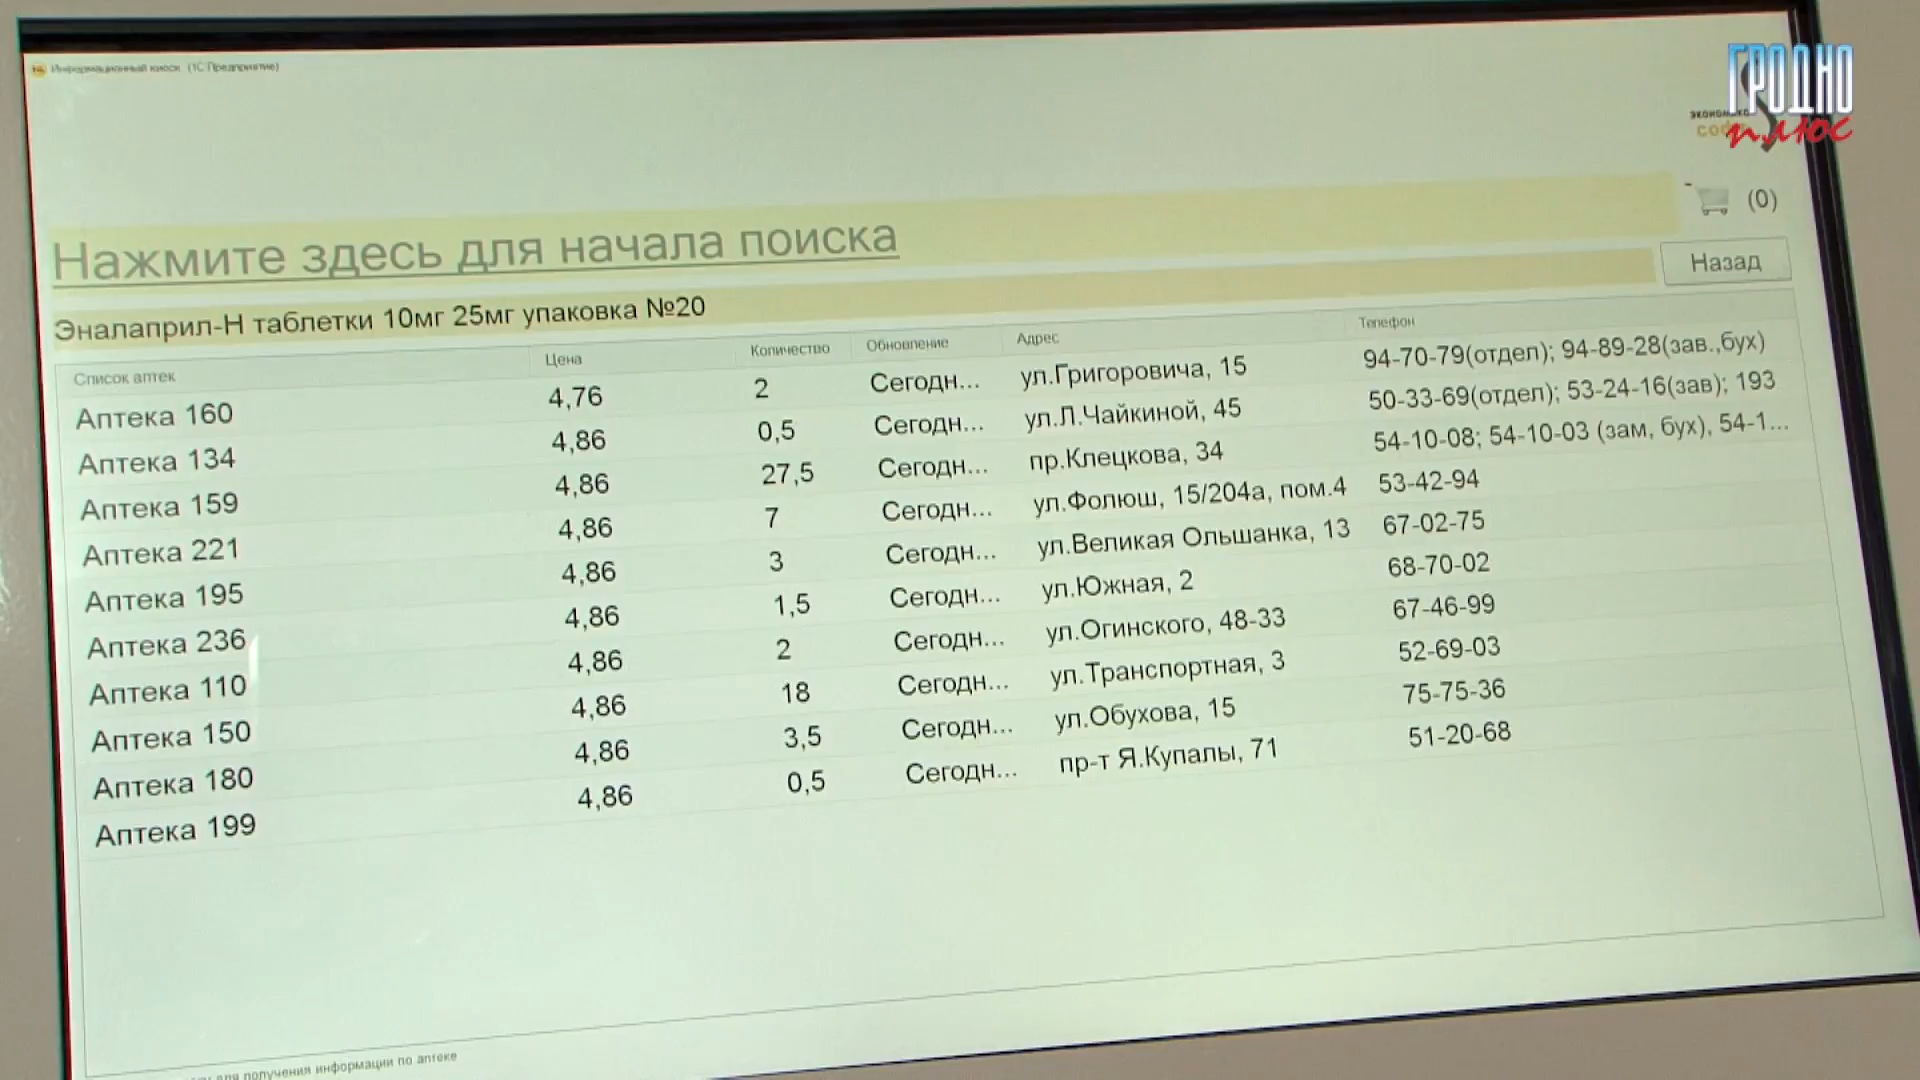 Информационный киоск (1С:Предприятие)
ГРОДНО
плюс
(0)
Нажмите здесь для начала поиска
Назад
Эналаприл-Н таблетки 10мг 25мг упаковка №20
Список аптек Цена Количество Обновление Адрес Телефон
Аптека 160 4,76 2 Сегодн... ул.Григоровича, 15 94-70-79(отдел); 94-89-28(зав.,бух)
Аптека 134 4,86 0,5 Сегодн... ул.Л.Чайкиной, 45 50-33-69(отдел); 53-24-16(зав); 193
Аптека 159 4,86 27,5 Сегодн... пр.Клецкова, 34 54-10-08; 54-10-03 (зам, бух), 54-1...
Аптека 221 4,86 7 Сегодн... ул.Фолюш, 15/204а, пом.4 53-42-94
Аптека 195 4,86 3 Сегодн... ул.Великая Ольшанка, 13 67-02-75
Аптека 236 4,86 1,5 Сегодн... ул.Южная, 2 68-70-02
Аптека 110 4,86 2 Сегодн... ул.Огинского, 48-33 67-46-99
Аптека 150 4,86 18 Сегодн... ул.Транспортная, 3 52-69-03
Аптека 180 4,86 3,5 Сегодн... ул.Обухова, 15 75-75-36
Аптека 199 4,86 0,5 Сегодн... пр-т Я.Купалы, 71 51-20-68
для получения информации по аптеке